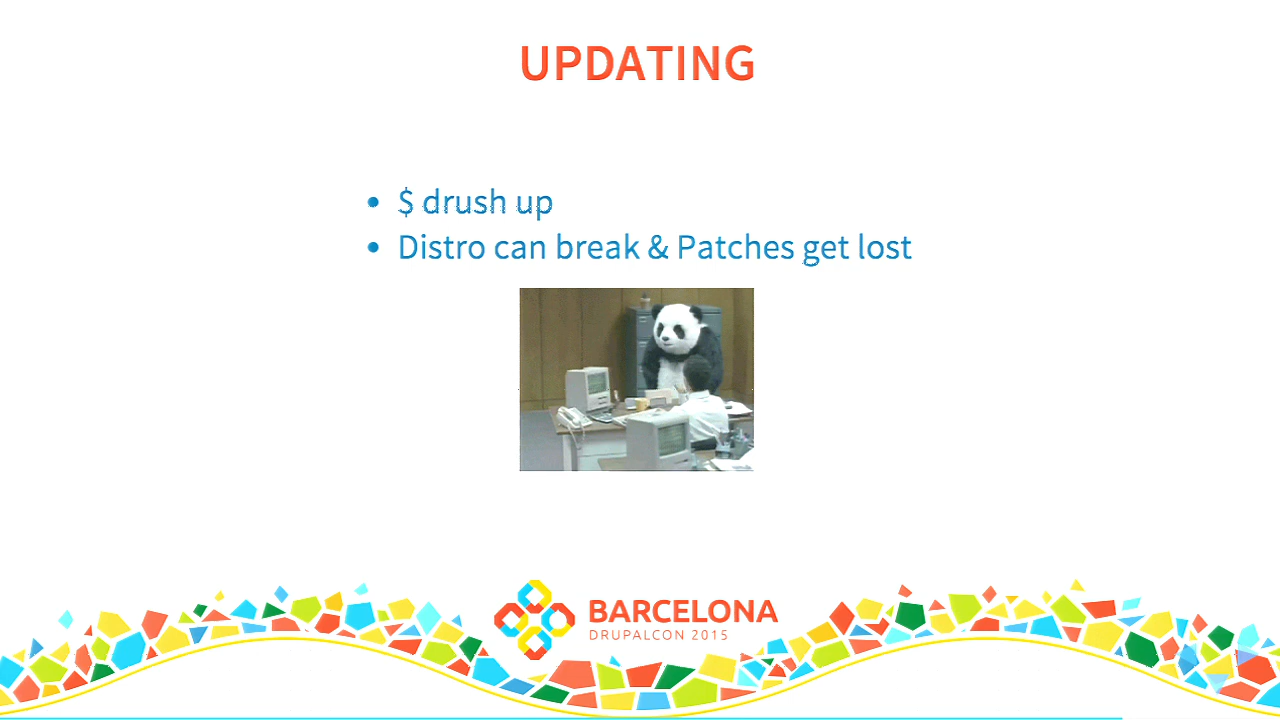 UPDATING
$ drush up
Distro can break & Patches get lost
BARCELONA
DRUPALCON 2015